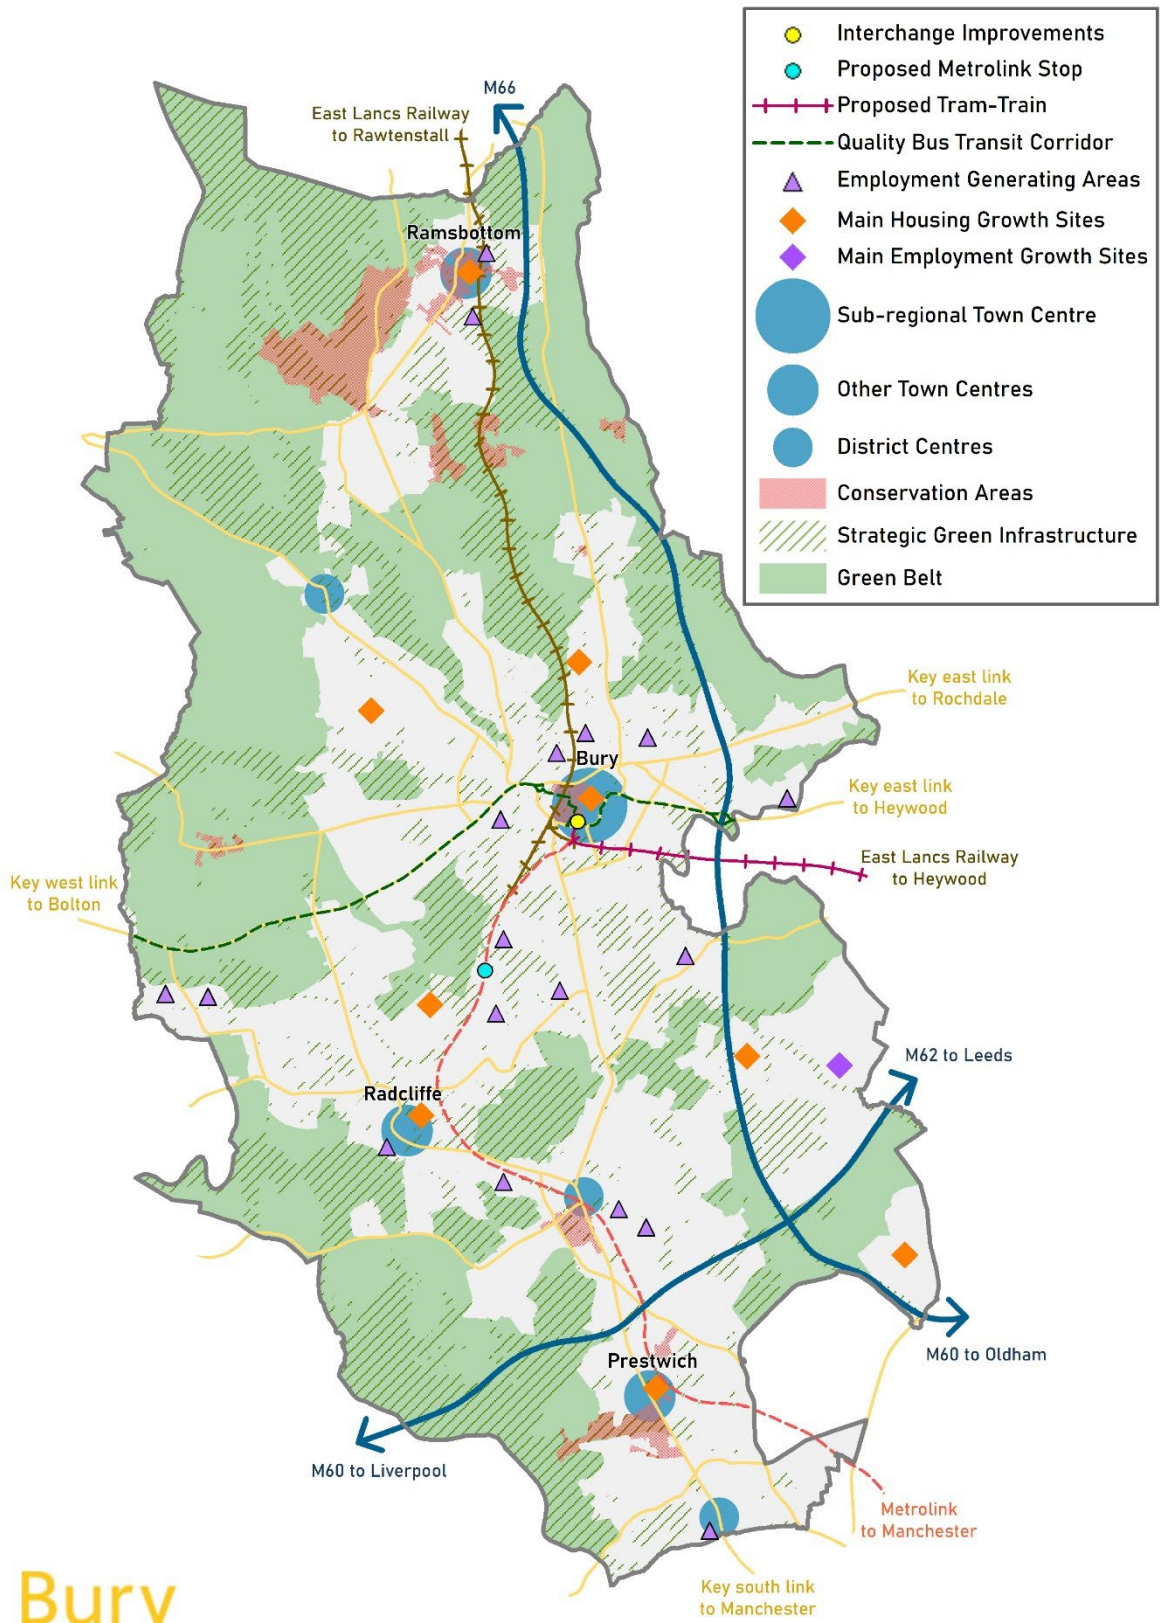 Interchange Improvements
Proposed Metrolink Stop
Proposed Tram-Train
Quality Bus Transit Corridor
Employment Generating Areas
Main Housing Growth Sites
Main Employment Growth Sites
Sub-regional Town Centre
Other Town Centres
District Centres
Conservation Areas
Strategic Green Infrastructure
Green Belt
M66
East Lancs Railway
to Rawtenstall
Ramsbottom
Key east link
to Rochdale
Bury
Key east link
to Heywood
East Lancs Railway
to Heywood
Key west link
to Bolton
M62 to Leeds
Radcliffe
M60 to Oldham
Prestwich
M60 to Liverpool
Metrolink
to Manchester
Key south link
to Manchester
Bury